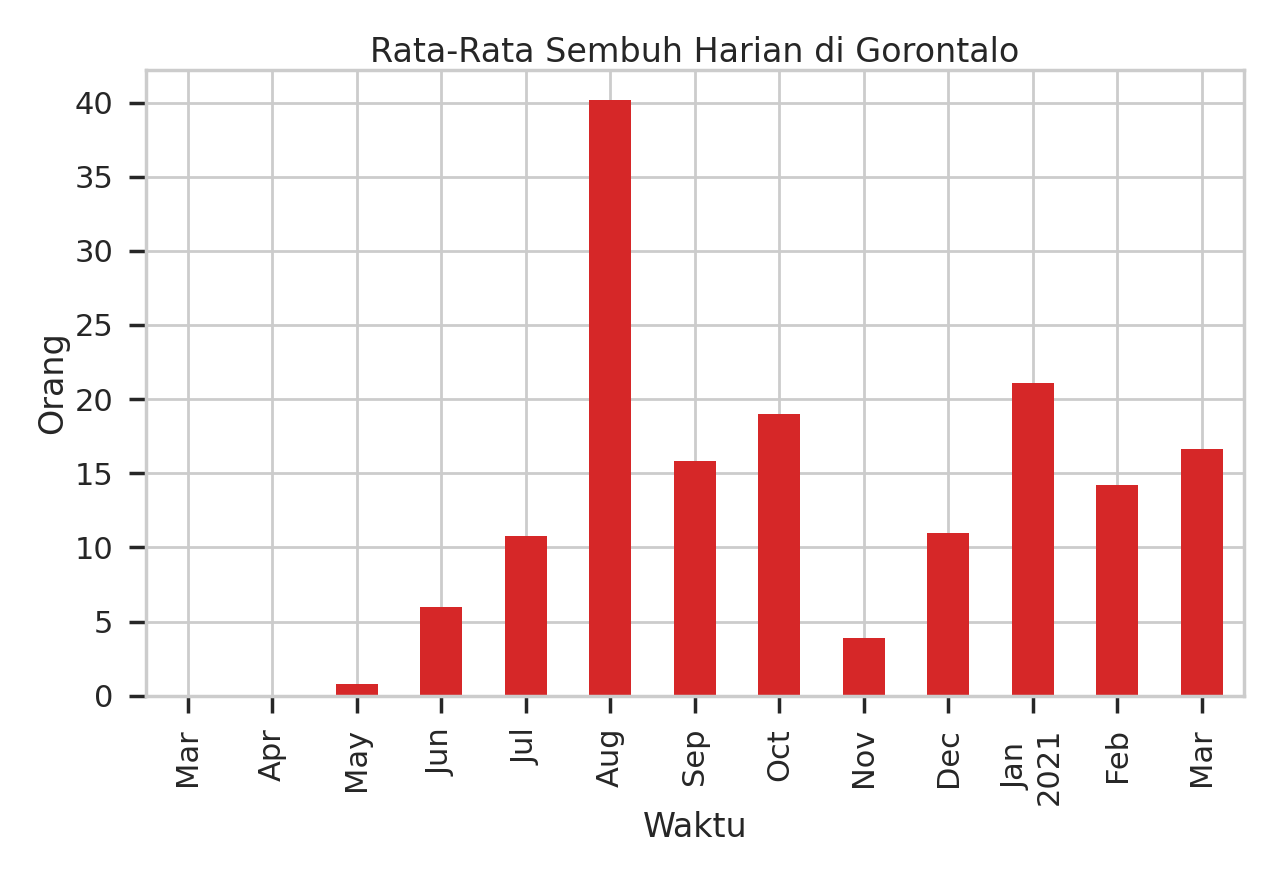 Rata-Rata Sembuh Harian di Gorontalo
Orang
40
35
30
25
20
15
10
5
0
Mar
Apr
May
Jun
Jul
Aug
Sep
Oct
Nov
Dec
Jan
2021
Feb
Mar
Waktu